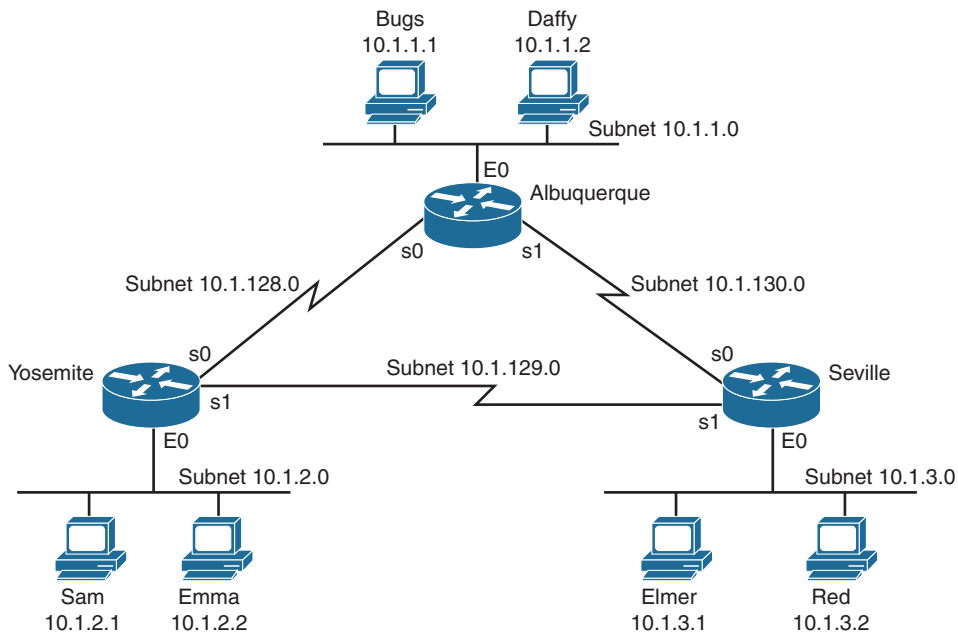 Bugs
10.1.1.1
Daffy
10.1.1.2
Subnet 10.1.1.0
E0
Albuquerque
s0
s1
Subnet 10.1.128.0
Subnet 10.1.130.0
Yosemite
s0
s1
Subnet 10.1.129.0
s0
s1
Seville
E0
E0
Subnet 10.1.2.0
Subnet 10.1.3.0
Sam
10.1.2.1
Emma
10.1.2.2
Elmer
10.1.3.1
Red
10.1.3.2